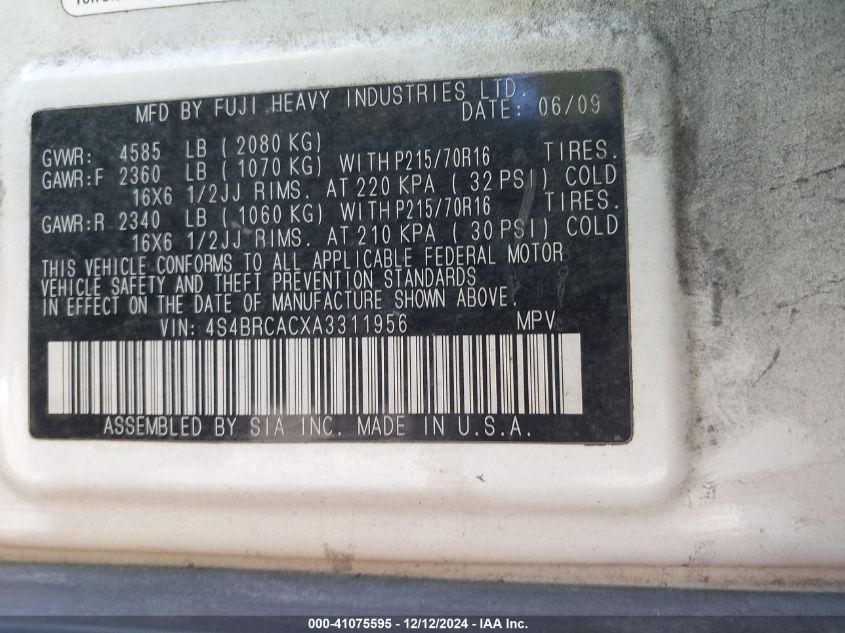 MFD BY FUJI HEAVY INDUSTRIES LTD.
DATE: 06/09
GVWR: 4585 LB ( 2080 KG)
GAWR:F 2360 LB ( 1070 KG) WITH P215/70R16 TIRES.
16X6 1/2JJ RIMS. AT 220 KPA ( 32 PSI) COLD
GAWR:R 2340 LB ( 1060 KG) WITH P215/70R16 TIRES.
16X6 1/2JJ RIMS. AT 210 KPA ( 30 PSI) COLD
THIS VEHICLE CONFORMS TO ALL APPLICABLE FEDERAL MOTOR
VEHICLE SAFETY AND THEFT PREVENTION STANDARDS
IN EFFECT ON THE DATE OF MANUFACTURE SHOWN ABOVE.
VIN: 4S4BRCACXA3311956 MPV
ASSEMBLED BY SIA INC. MADE IN U.S.A.
000-41075595 - 12/12/2024 - IAA Inc.